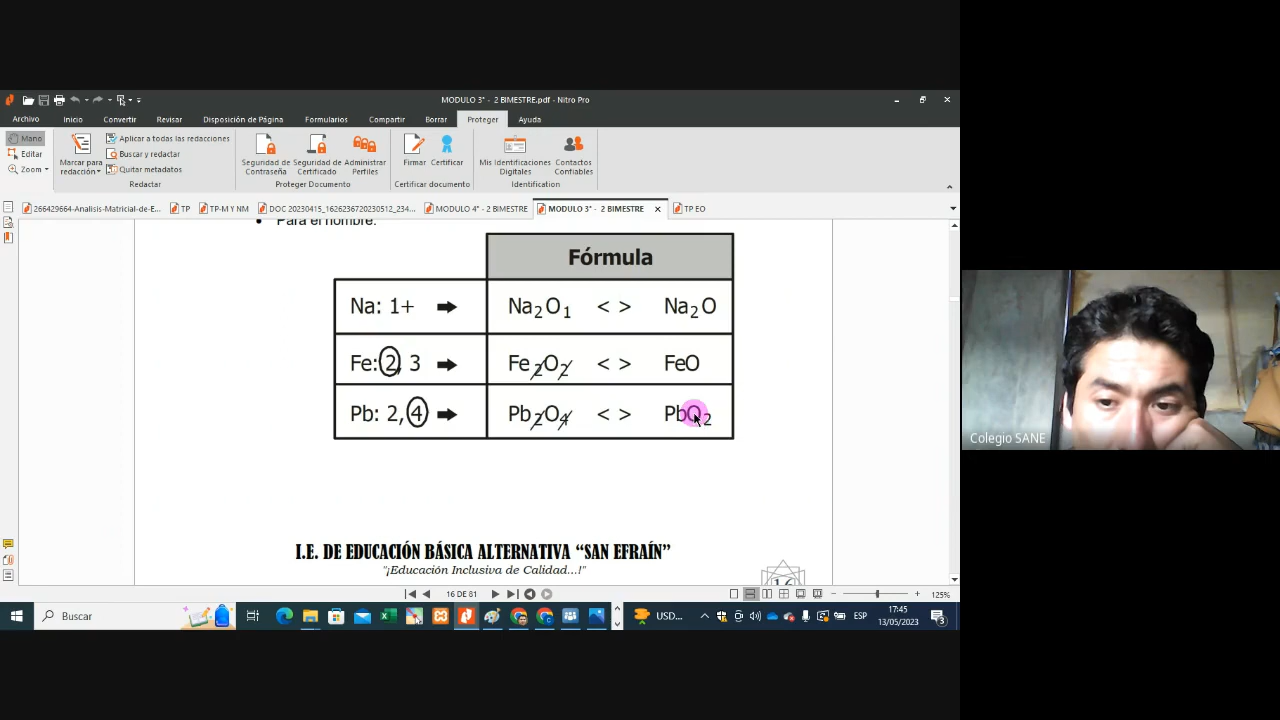 MODULO 3° - 2 BIMESTRE.pdf - Nitro Pro
Archivo Inicio Convertir Revisar Disposición de Página Formularios Compartir Borrar Proteger Ayuda
Mano
Editar
Zoom
Marcar para redacción
Aplicar a todas las redacciones
Buscar y redactar
Quitar metadatos
Redactar
Seguridad de Contraseña
Seguridad de Certificado
Administrar Perfiles
Proteger Documento
Firmar
Certificar
Certificar documento
Mis Identificaciones Digitales
Contactos Confiables
Identification
266429664-Analisis-Matricial-de-E... TP TP-M Y NM DOC 20230415_1626236720230512_234... MODULO 4° - 2 BIMESTRE MODULO 3° - 2 BIMESTRE TP EO
• Para el nombre:
Fórmula
Na: 1+ ➡ Na₂O₁ < > Na₂O
Fe: 2, 3 ➡ Fe₂O₂ < > FeO
Pb: 2, 4 ➡ Pb₂O₄ < > PbO₂
I.E. DE EDUCACIÓN BÁSICA ALTERNATIVA “SAN EFRAÍN”
"¡Educación Inclusiva de Calidad...!"
16
16 DE 81
125%
Buscar
USD...
ESP
17:45
13/05/2023
3
Colegio SANE